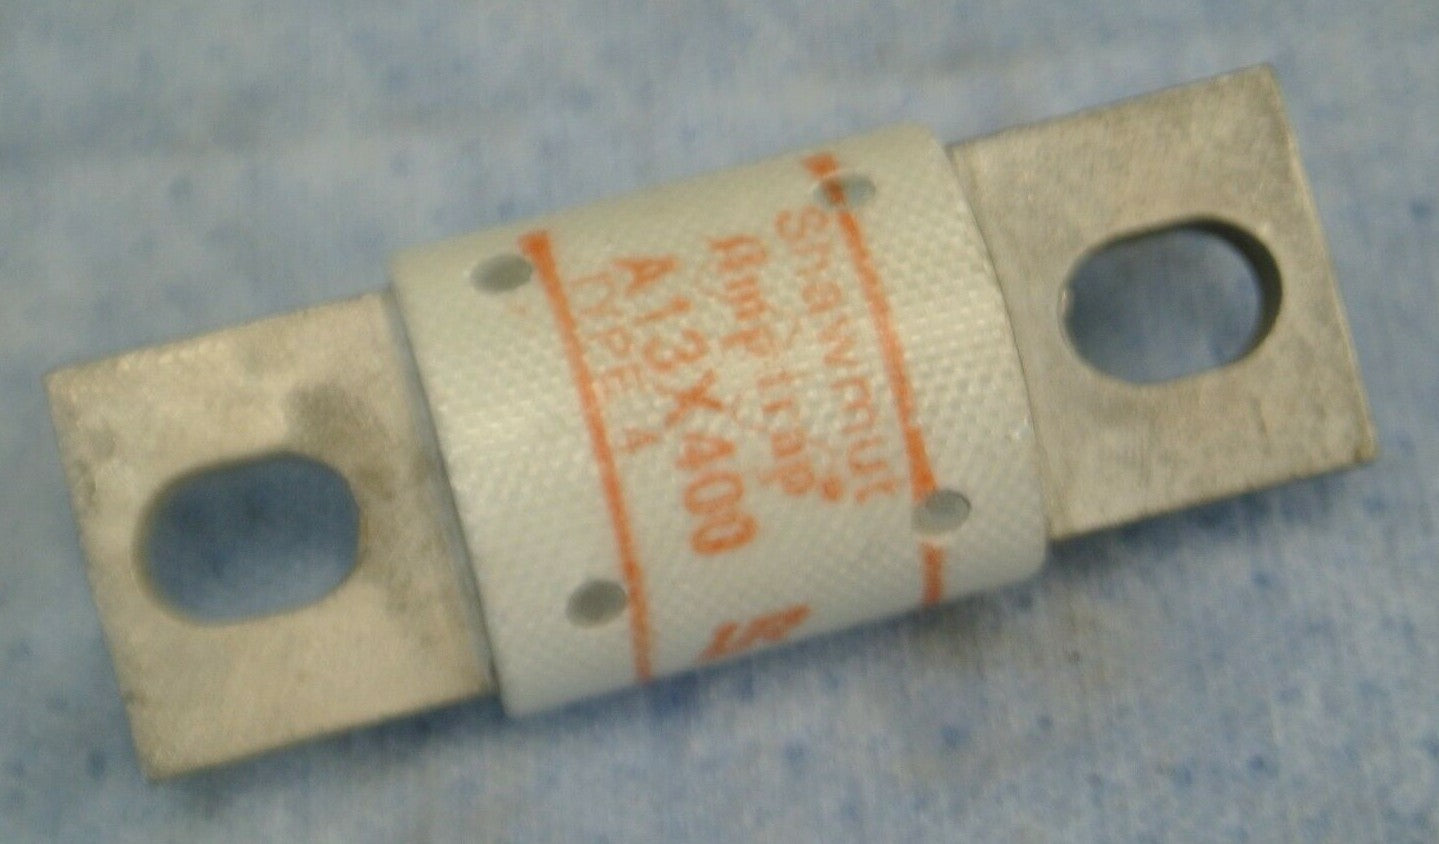 Shawmut
Amp-trap®
A13X400
TYPE 4